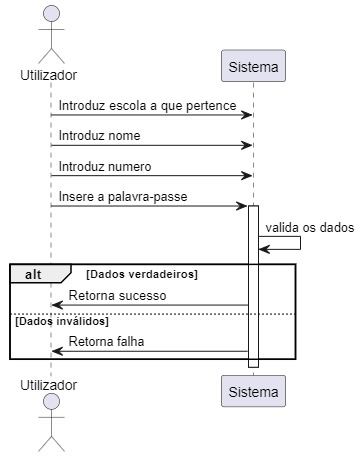 Utilizador
Sistema
Introduz escola a que pertence
Introduz nome
Introduz numero
Insere a palavra-passe
valida os dados
alt [Dados verdadeiros]
Retorna sucesso
[Dados inválidos]
Retorna falha
Utilizador
Sistema